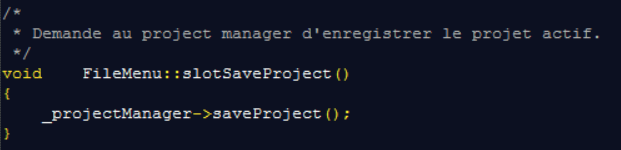 /*
 * Demande au project manager d'enregistrer le projet actif.
 */
void    FileMenu::slotSaveProject()
{
    _projectManager->saveProject();
}